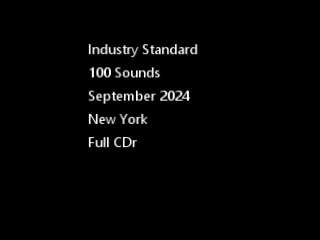 Industry Standard
100 Sounds
September 2024
New York
Full CDr